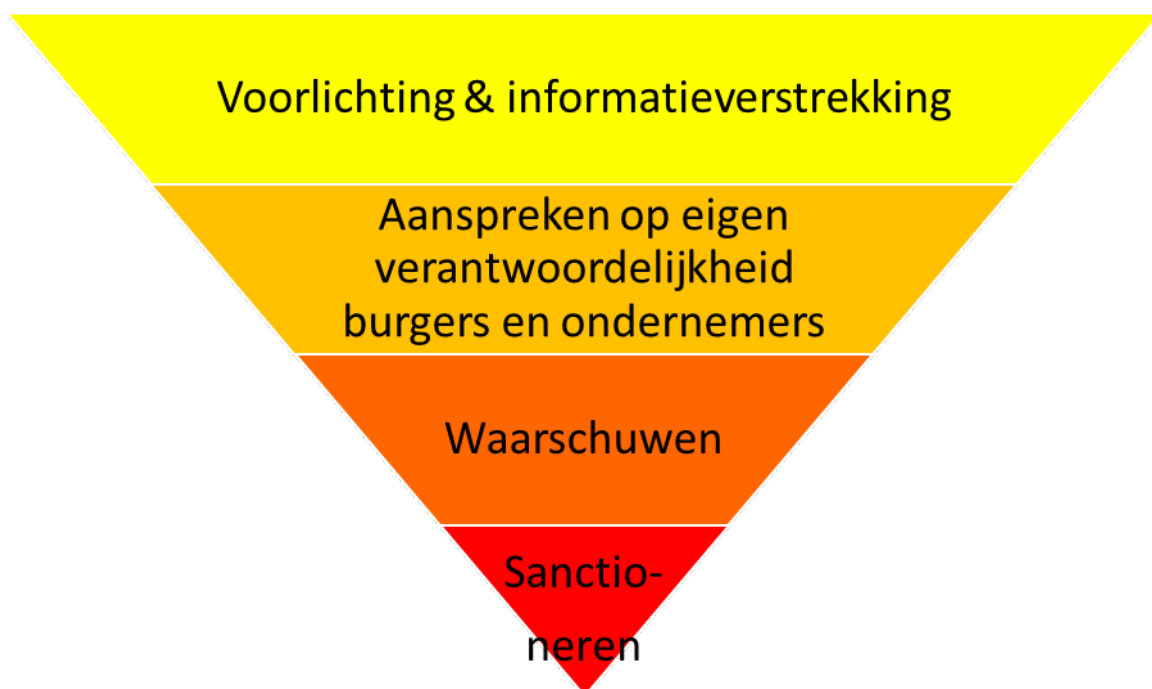 Voorlichting & informatieverstrekking
Aanspreken op eigen
verantwoordelijkheid
burgers en ondernemers
Waarschuwen
Sanctio-
neren